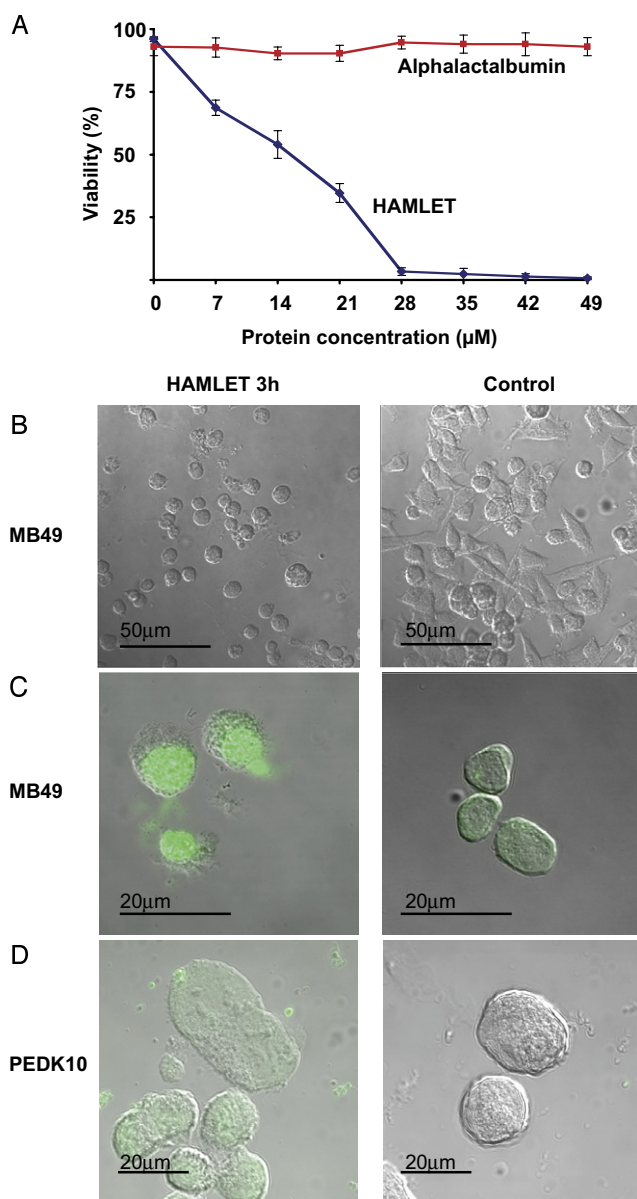 A
100
75
50
25
Viability (%)
Alphalactalbumin
HAMLET
0 7 14 21 28 35 42 49
Protein concentration (µM)
HAMLET 3h Control
B
MB49
50µm 50µm
C
MB49
20µm 20µm
D
PEDK10
20µm 20µm